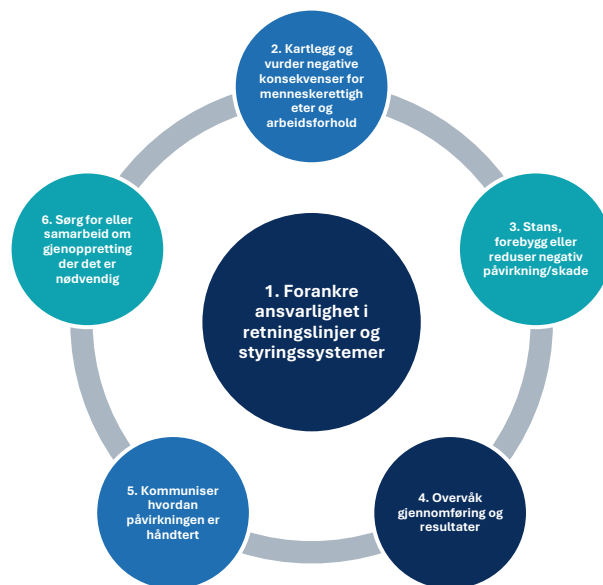 2. Kartlegg og
vurder negative
konsekvenser for
menneskerettigh
eter og
arbeidsforhold
3. Stans,
forebygg eller
reduser negativ
påvirkning/skade
6. Sørg for eller
samarbeid om
gjenoppretting
der det er
nødvendig
1. Forankre
ansvarlighet i
retningslinjer og
styringssystemer
5. Kommuniser
hvordan
påvirkningen er
håndtert
4. Overvåk
gjennomføring og
resultater